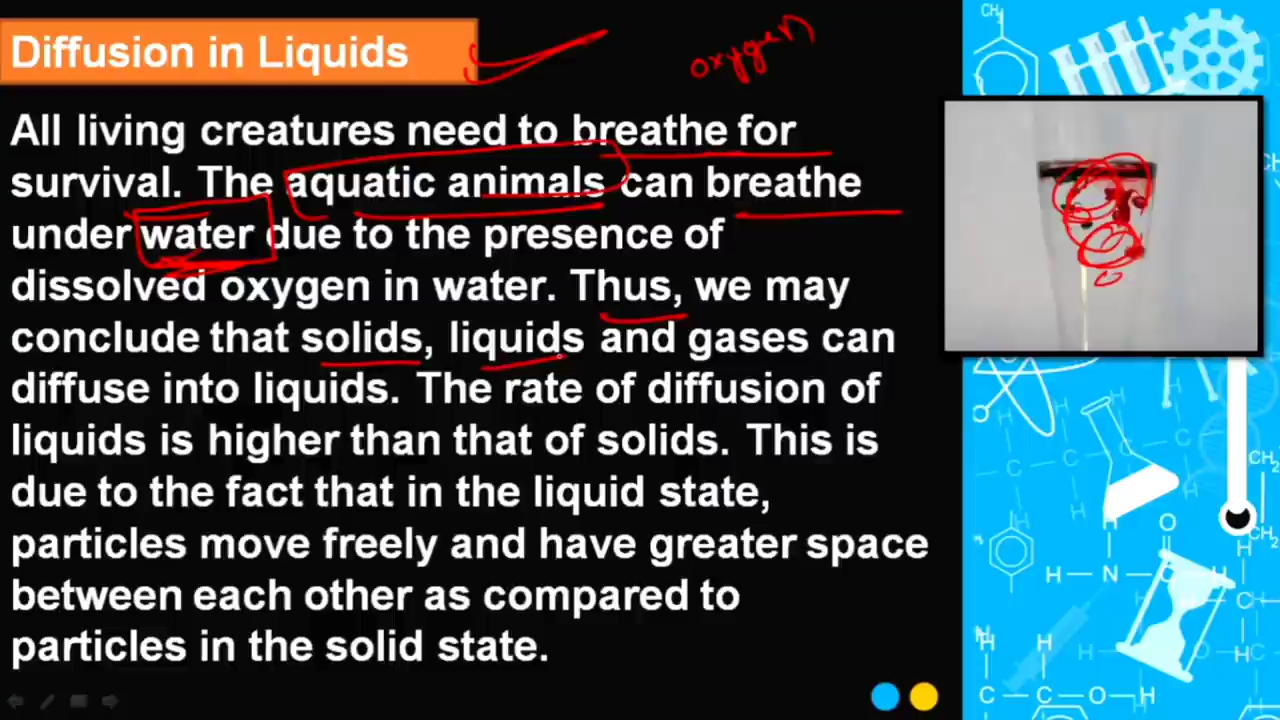 Diffusion in Liquids
oxygen
All living creatures need to breathe for
survival. The aquatic animals can breathe
under water due to the presence of
dissolved oxygen in water. Thus, we may
conclude that solids, liquids and gases can
diffuse into liquids. The rate of diffusion of
liquids is higher than that of solids. This is
due to the fact that in the liquid state,
particles move freely and have greater space
between each other as compared to
particles in the solid state.
CH
CH
H
C
C
C
H
CH
H
O
H
N
C
H
H
C
H
H
H
C
C
O
H